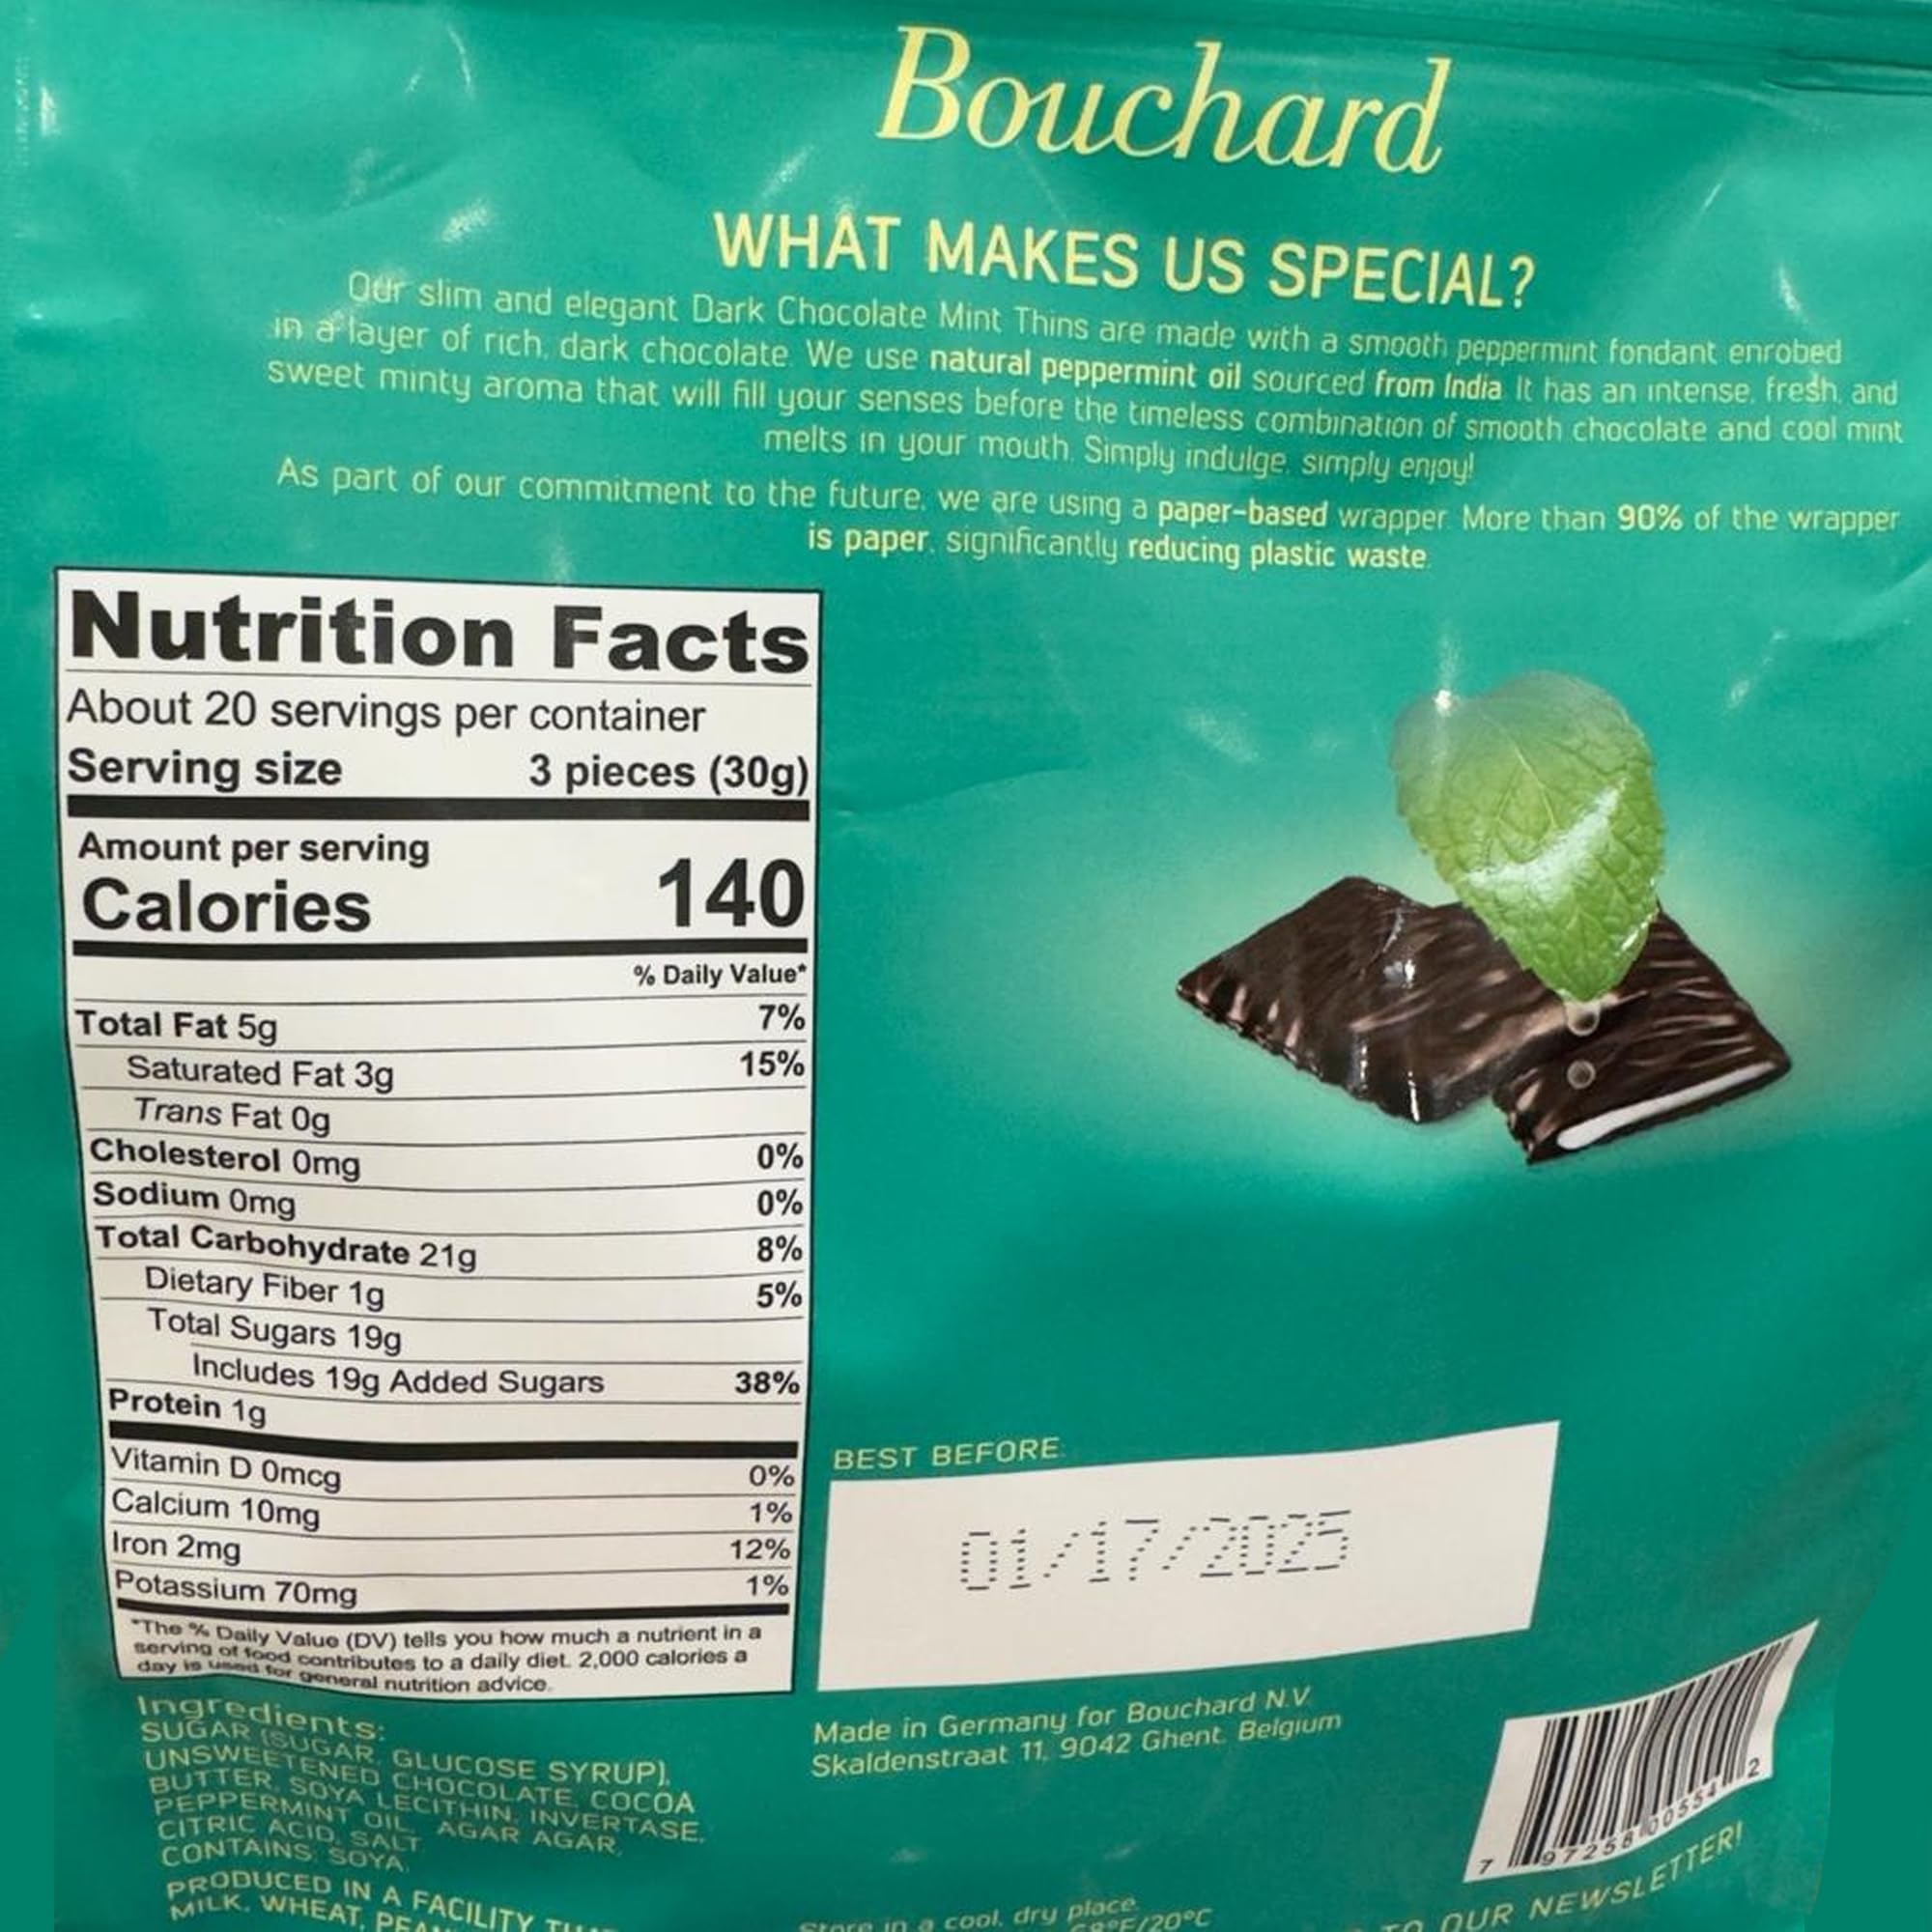 Bouchard
WHAT MAKES US SPECIAL?
Our slim and elegant Dark Chocolate Mint Thins are made with a smooth peppermint fondant enrobed
in a layer of rich, dark chocolate. We use natural peppermint oil sourced from India. It has an intense, fresh, and
sweet minty aroma that will fill your senses before the timeless combination of smooth chocolate and cool mint
melts in your mouth. Simply indulge, simply enjoy!
As part of our commitment to the future, we are using a paper-based wrapper. More than 90% of the wrapper
is paper, significantly reducing plastic waste.
Nutrition Facts
About 20 servings per container
Serving size 3 pieces (30g)
Amount per serving
Calories 140
% Daily Value*
Total Fat 5g 7%
Saturated Fat 3g 15%
Trans Fat 0g
Cholesterol 0mg 0%
Sodium 0mg 0%
Total Carbohydrate 21g 8%
Dietary Fiber 1g 5%
Total Sugars 19g
Includes 19g Added Sugars 38%
Protein 1g
Vitamin D 0mcg 0%
Calcium 10mg 1%
Iron 2mg 12%
Potassium 70mg 1%
*The % Daily Value (DV) tells you how much a nutrient in a
serving of food contributes to a daily diet. 2,000 calories a
day is used for general nutrition advice.
Ingredients:
SUGAR (SUGAR, GLUCOSE SYRUP),
UNSWEETENED CHOCOLATE, COCOA
BUTTER, SOYA LECITHIN, INVERTASE,
PEPPERMINT OIL, AGAR AGAR,
CITRIC ACID, SALT
CONTAINS: SOYA.
PRODUCED IN A FACILITY
MILK, WHEAT,
BEST BEFORE:
01/17/2025
Made in Germany for Bouchard N.V.
Skaldenstraat 11, 9042 Ghent, Belgium
Store in a cool, dry place.
68°F/20°C
7 97258 00554 2
TO OUR NEWSLETTER!